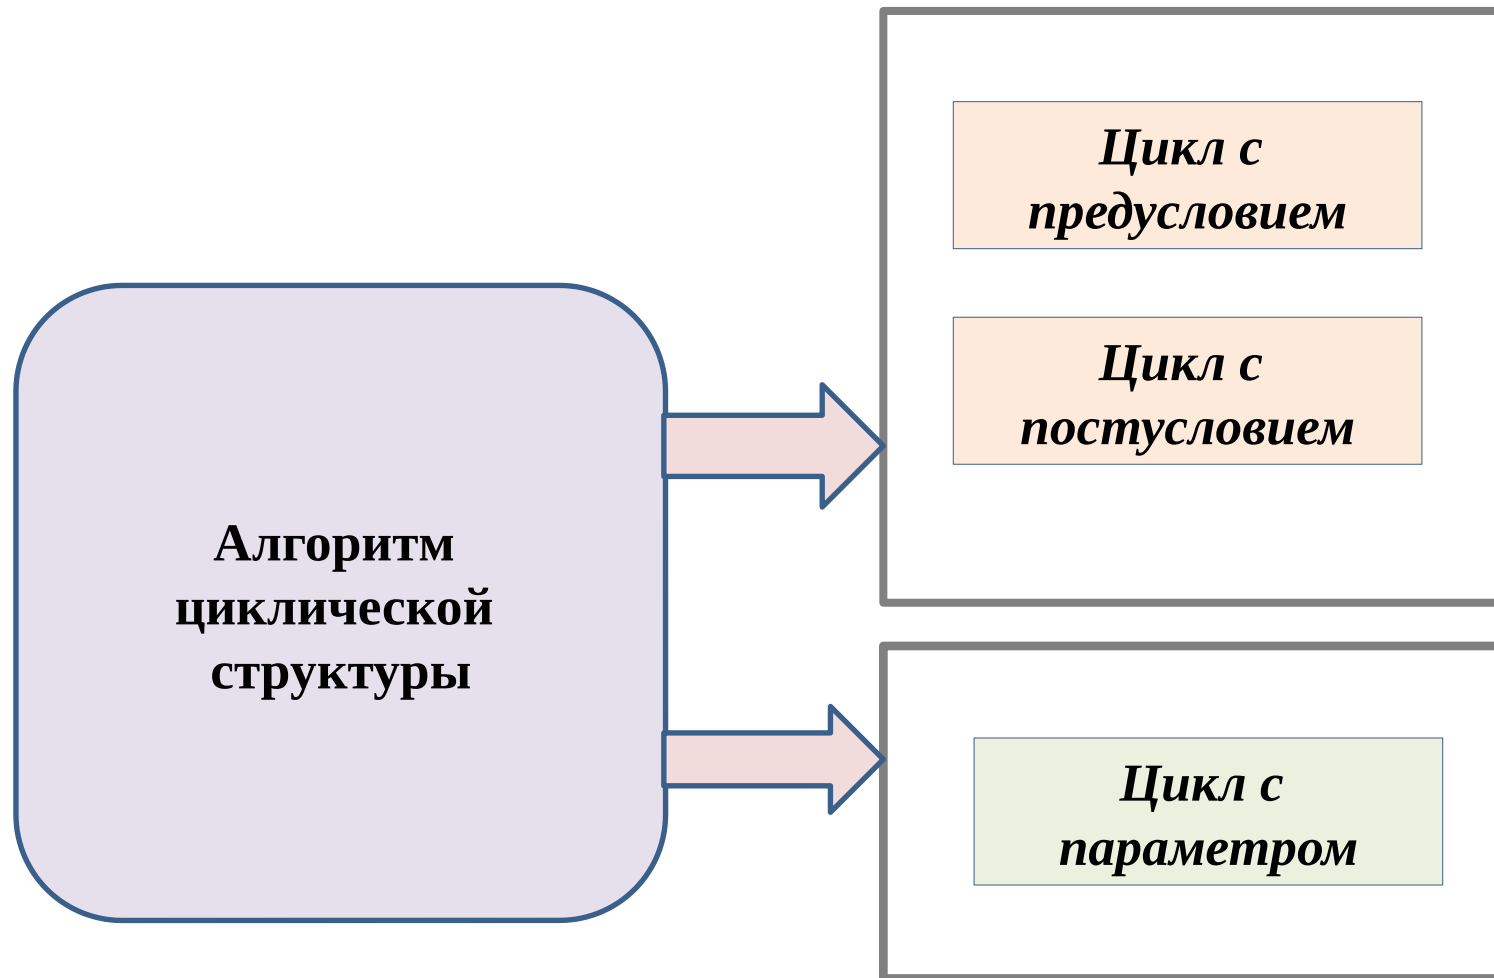 Цикл с
предусловием
Цикл с
постусловием
Алгоритм
циклической
структуры
Цикл с
параметром